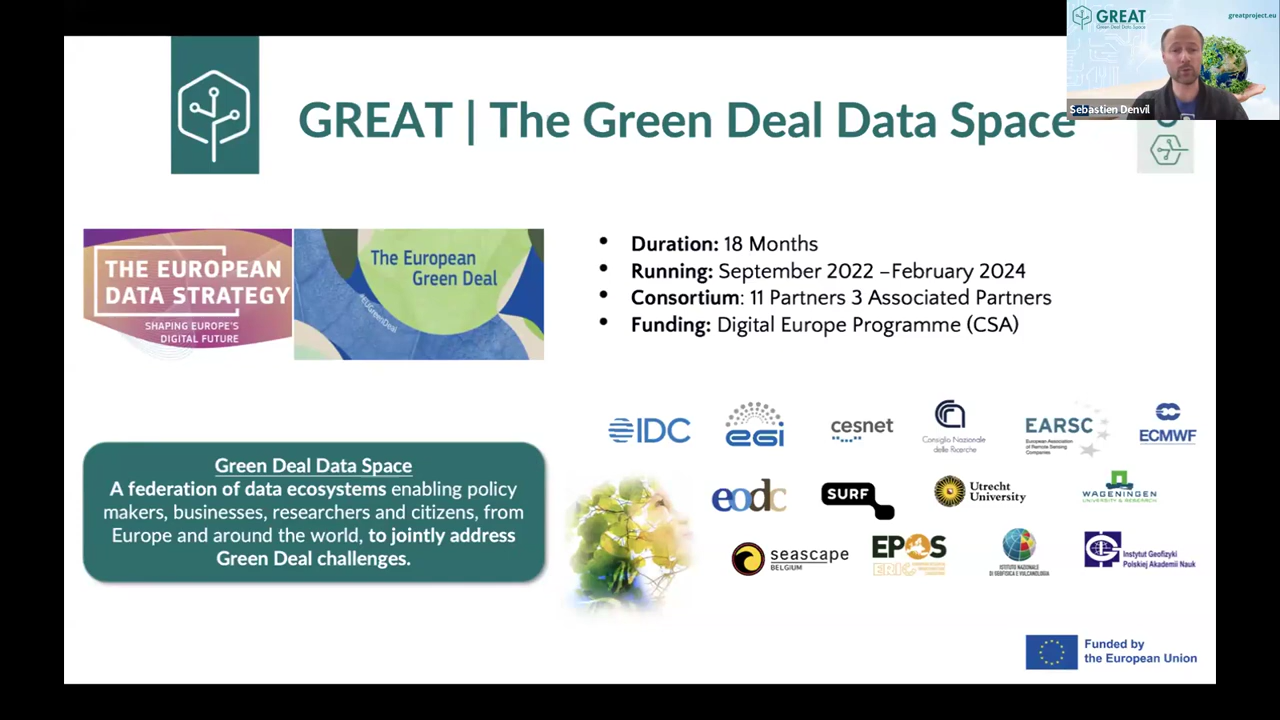 GREAT
Green Deal Data Space
greatproject.eu
Sebastien Denvil
GREAT | The Green Deal Data Space
THE EUROPEAN
DATA STRATEGY
SHAPING EUROPE'S
DIGITAL FUTURE
The European
Green Deal
#EUGreenDeal
• Duration: 18 Months
• Running: September 2022 –February 2024
• Consortium: 11 Partners 3 Associated Partners
• Funding: Digital Europe Programme (CSA)
Green Deal Data Space
A federation of data ecosystems enabling policy
makers, businesses, researchers and citizens, from
Europe and around the world, to jointly address
Green Deal challenges.
IDC
egi
cesnet
Consiglio Nazionale
delle Ricerche
EARSC
European Association
of Remote Sensing
Companies
ECMWF
eodc
SURF
Utrecht
University
WAGENINGEN
UNIVERSITY & RESEARCH
seascape
BELGIUM
EPOS
ERIC
ISTITUTO NAZIONALE
DI GEOFISICA E VULCANOLOGIA
Instytut Geofizyki
Polskiej Akademii Nauk
Funded by
the European Union